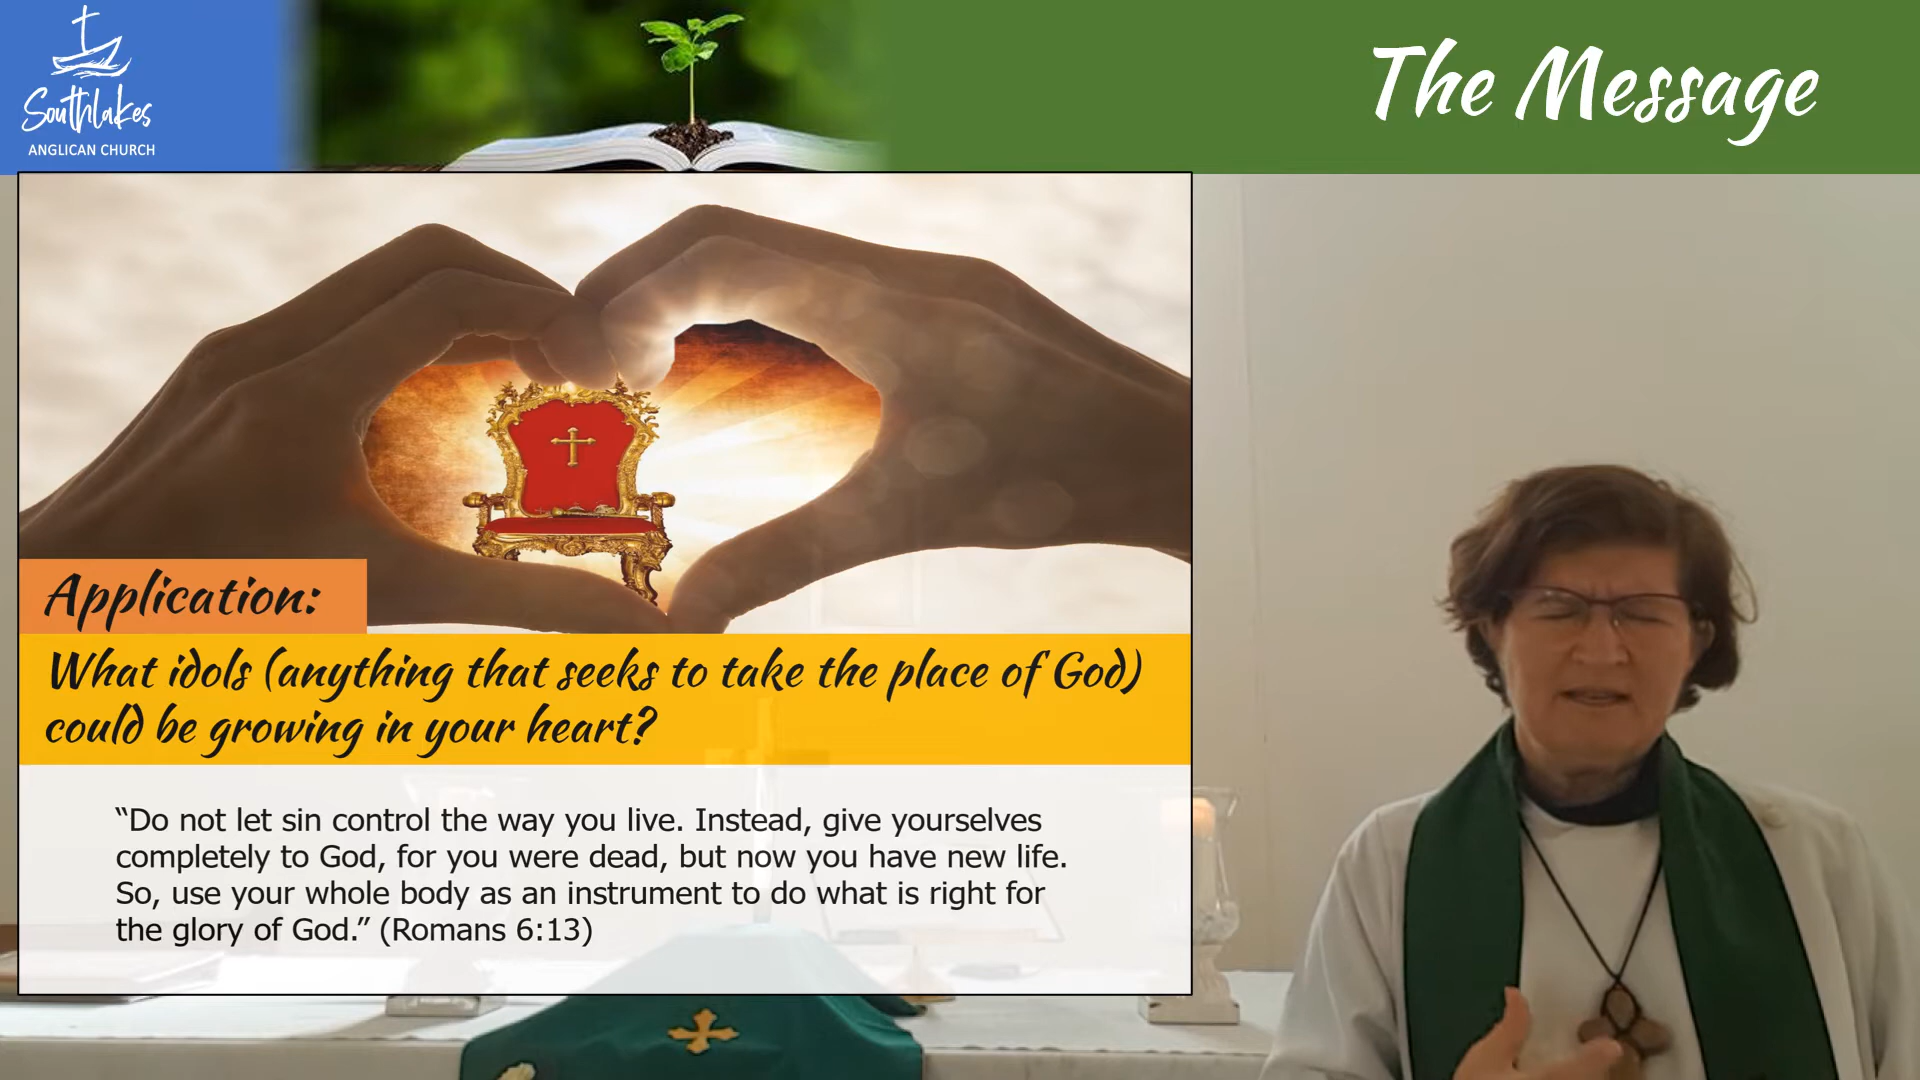 Southlakes
ANGLICAN CHURCH
The Message
Application:
What idols (anything that seeks to take the place of God)
could be growing in your heart?
“Do not let sin control the way you live. Instead, give yourselves
completely to God, for you were dead, but now you have new life.
So, use your whole body as an instrument to do what is right for
the glory of God.” (Romans 6:13)